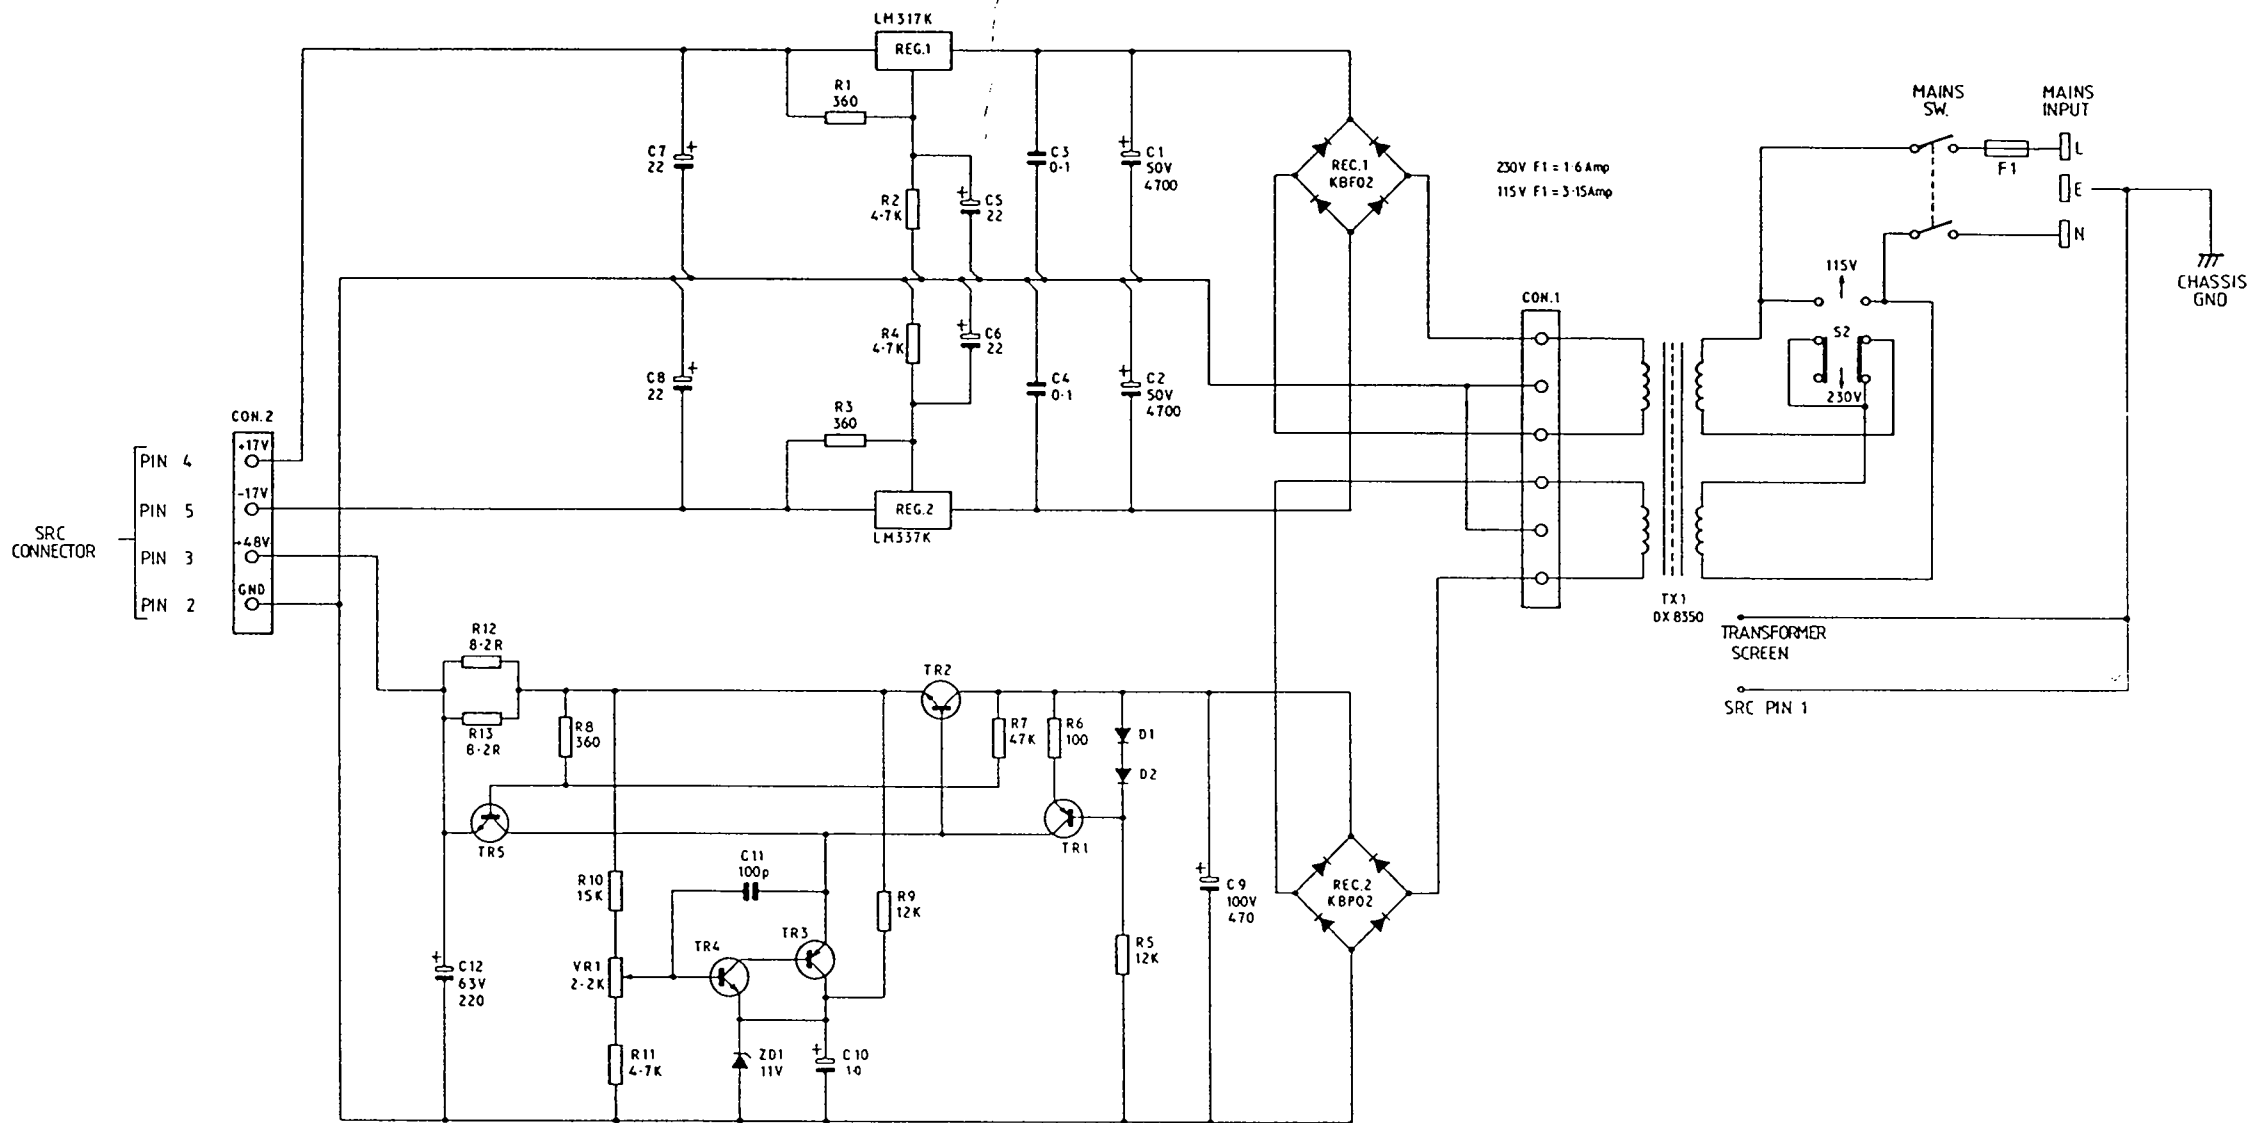 LM317K
REG.1
R1
360
C7
+
22
R2
4·7K
+
C5
22
C3
0·1
+
C1
50V
4700
REC.1
KBF02
230V F1 = 1·6Amp
115V F1 = 3·15Amp
MAINS
SW.
MAINS
INPUT
L
F1
E
N
CHASSIS
GND
115V
S2
230V
CON.1
R4
4·7K
+
C6
22
C8
+
22
C4
0·1
+
C2
50V
4700
R3
360
REG.2
LM337K
CON.2
+17V
-17V
+48V
GND
PIN 4
PIN 5
PIN 3
PIN 2
SRC
CONNECTOR
TX1
DX8350
TRANSFORMER
SCREEN
SRC PIN 1
R12
8·2R
R13
8·2R
R8
360
TR2
R7
47K
R6
100
D1
D2
TR5
TR1
C11
100p
R10
15K
R9
12K
+
C9
100V
470
REC.2
KBP02
TR4
TR3
VR1
2·2K
+
C12
63V
220
R5
12K
R11
4·7K
ZD1
11V
+
C10
10